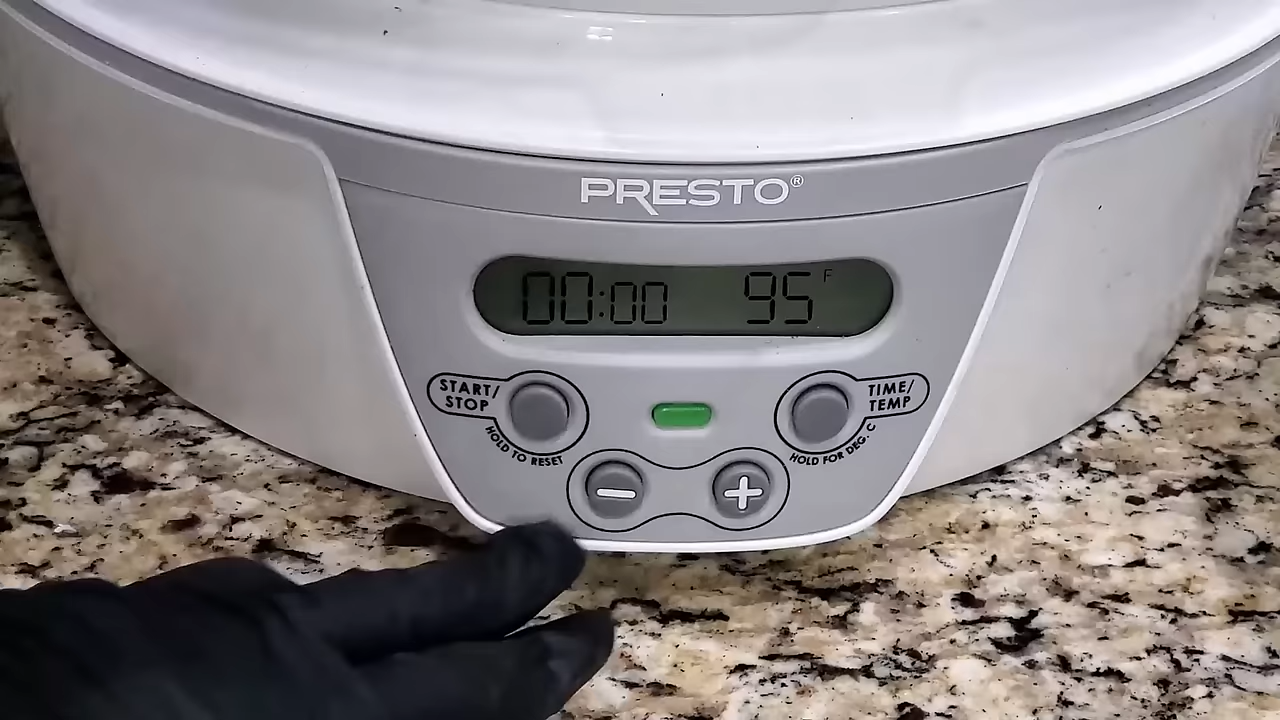 PRESTO®
00:00 95 F
START/
STOP
HOLD TO RESET
TIME/
TEMP
HOLD FOR DEG. C
− +